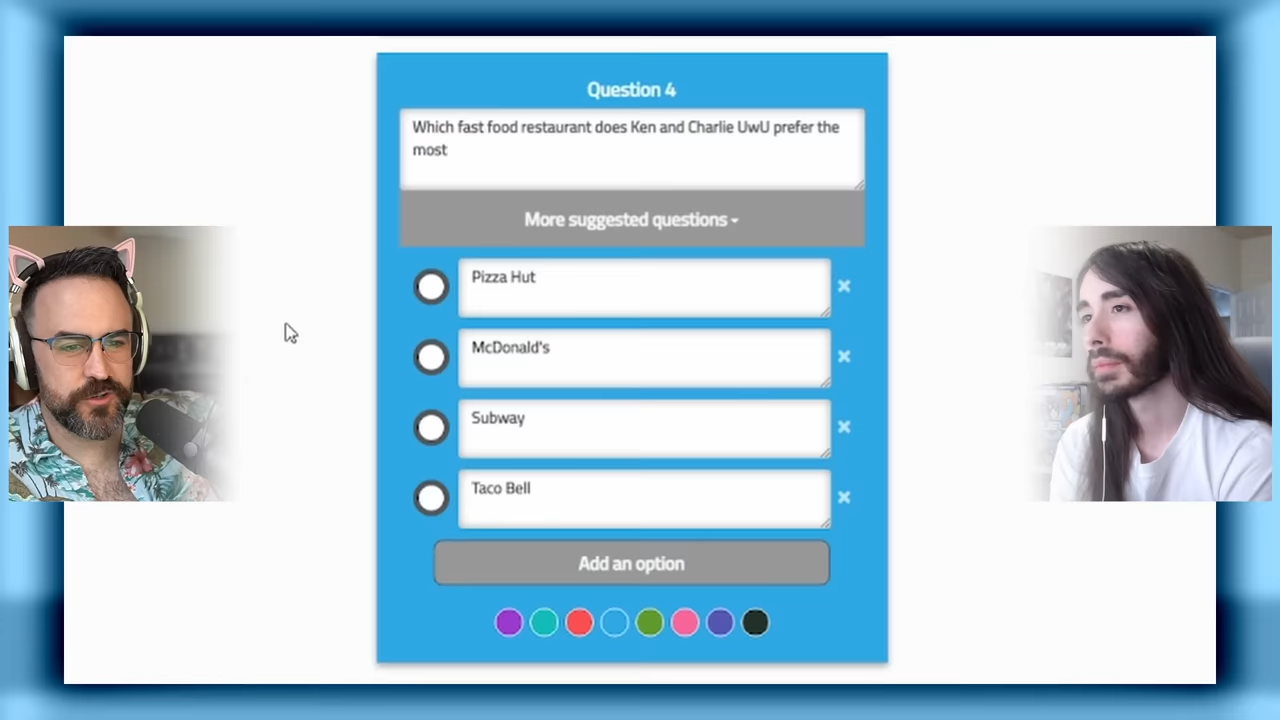 Question 4
Which fast food restaurant does Ken and Charlie UwU prefer the
most
More suggested questions
Pizza Hut
McDonald's
Subway
Taco Bell
Add an option